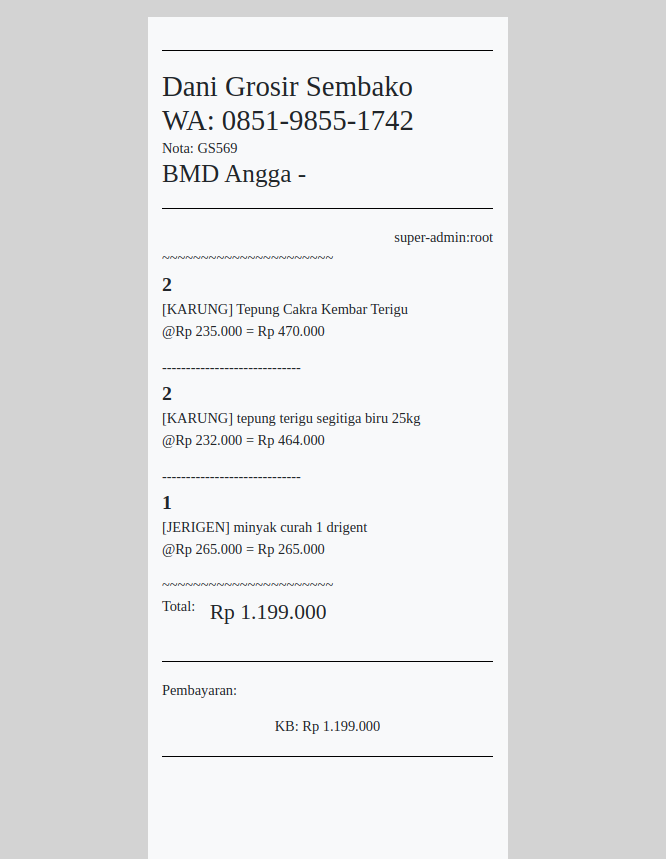 Dani Grosir Sembako
WA: 0851-9855-1742
Nota: GS569
BMD Angga -
super-admin:root
~~~~~~~~~~~~~~~~~~~~~~
2
[KARUNG] Tepung Cakra Kembar Terigu
@Rp 235.000 = Rp 470.000
-----------------------------
2
[KARUNG] tepung terigu segitiga biru 25kg
@Rp 232.000 = Rp 464.000
-----------------------------
1
[JERIGEN] minyak curah 1 drigent
@Rp 265.000 = Rp 265.000
~~~~~~~~~~~~~~~~~~~~~~
Total: Rp 1.199.000
Pembayaran:
KB: Rp 1.199.000